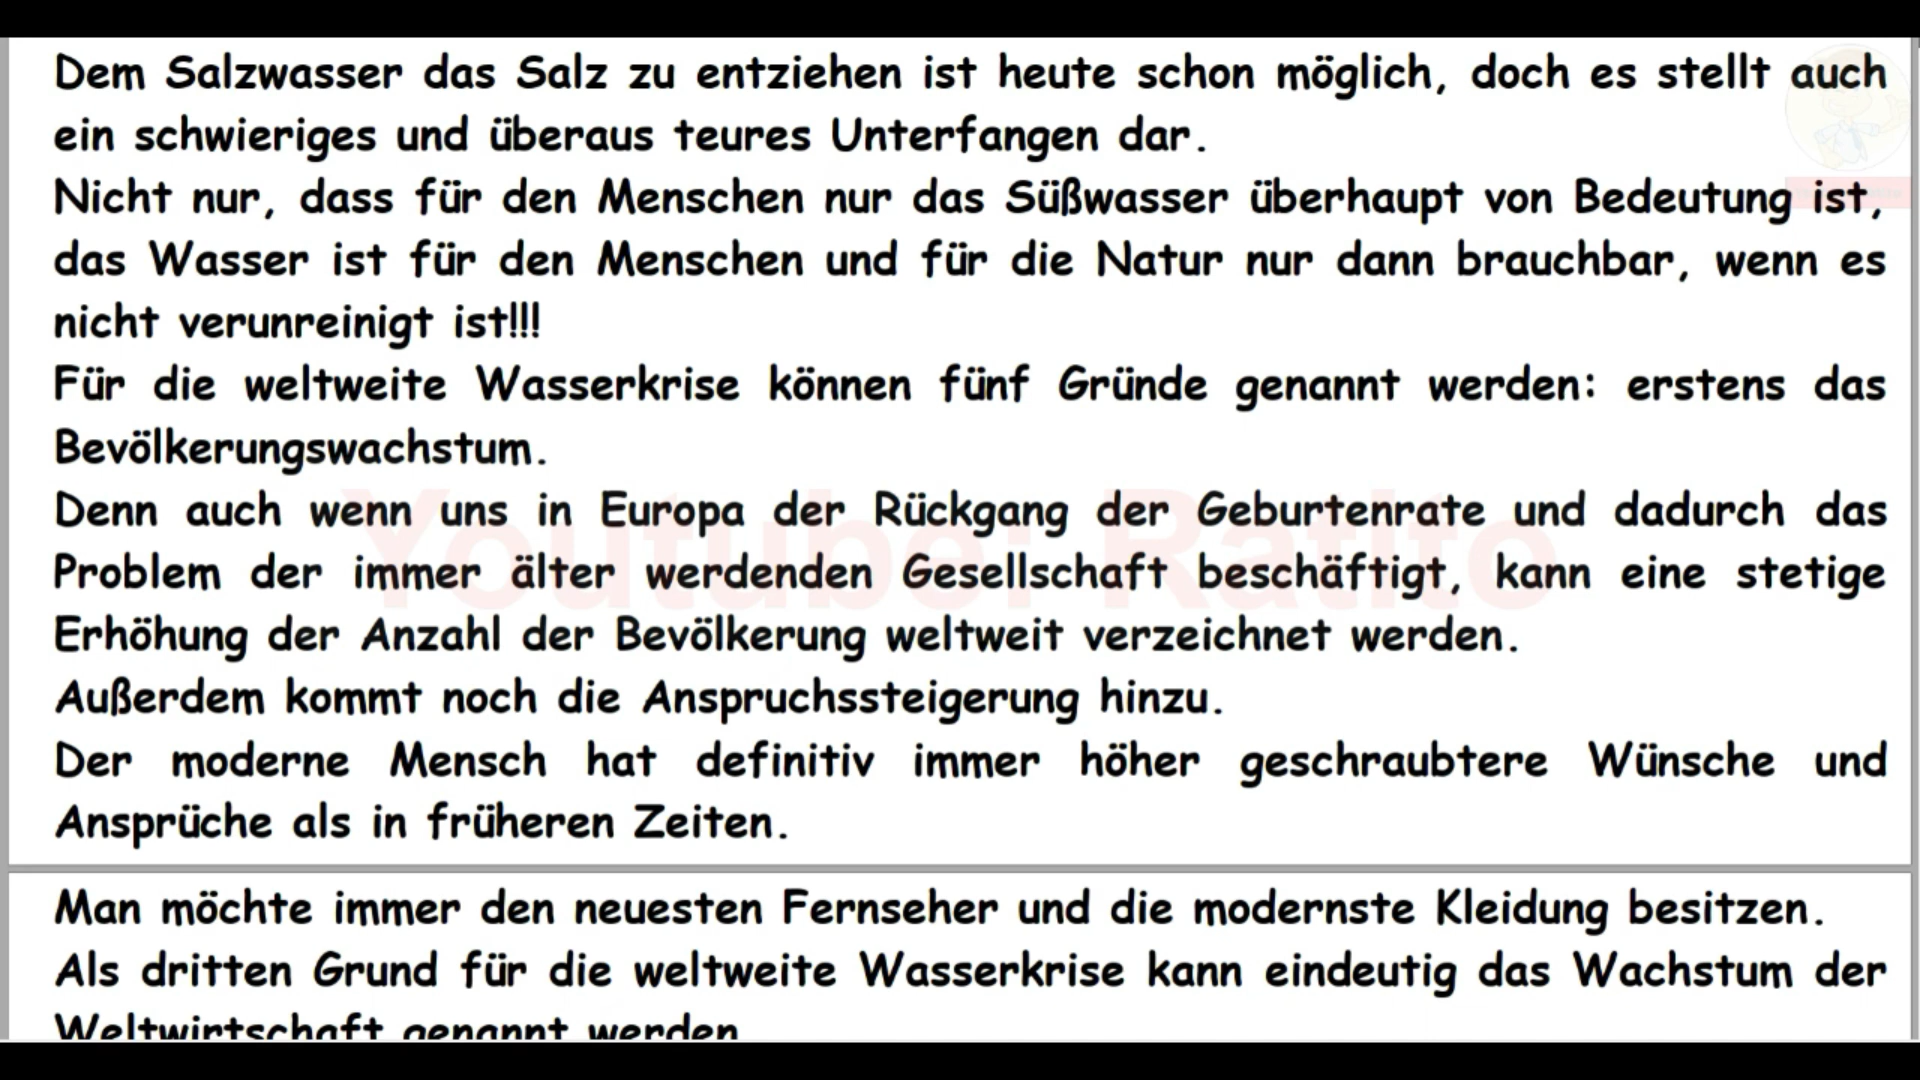 Dem Salzwasser das Salz zu entziehen ist heute schon möglich, doch es stellt auch
ein schwieriges und überaus teures Unterfangen dar.
Nicht nur, dass für den Menschen nur das Süßwasser überhaupt von Bedeutung ist,
das Wasser ist für den Menschen und für die Natur nur dann brauchbar, wenn es
nicht verunreinigt ist!!!
Für die weltweite Wasserkrise können fünf Gründe genannt werden: erstens das
Bevölkerungswachstum.
Denn auch wenn uns in Europa der Rückgang der Geburtenrate und dadurch das
Youtuber Ratito
Problem der immer älter werdenden Gesellschaft beschäftigt, kann eine stetige
Erhöhung der Anzahl der Bevölkerung weltweit verzeichnet werden.
Außerdem kommt noch die Anspruchssteigerung hinzu.
Der moderne Mensch hat definitiv immer höher geschraubtere Wünsche und
Ansprüche als in früheren Zeiten.
Man möchte immer den neuesten Fernseher und die modernste Kleidung besitzen.
Als dritten Grund für die weltweite Wasserkrise kann eindeutig das Wachstum der
Weltwirtschaft genannt werden